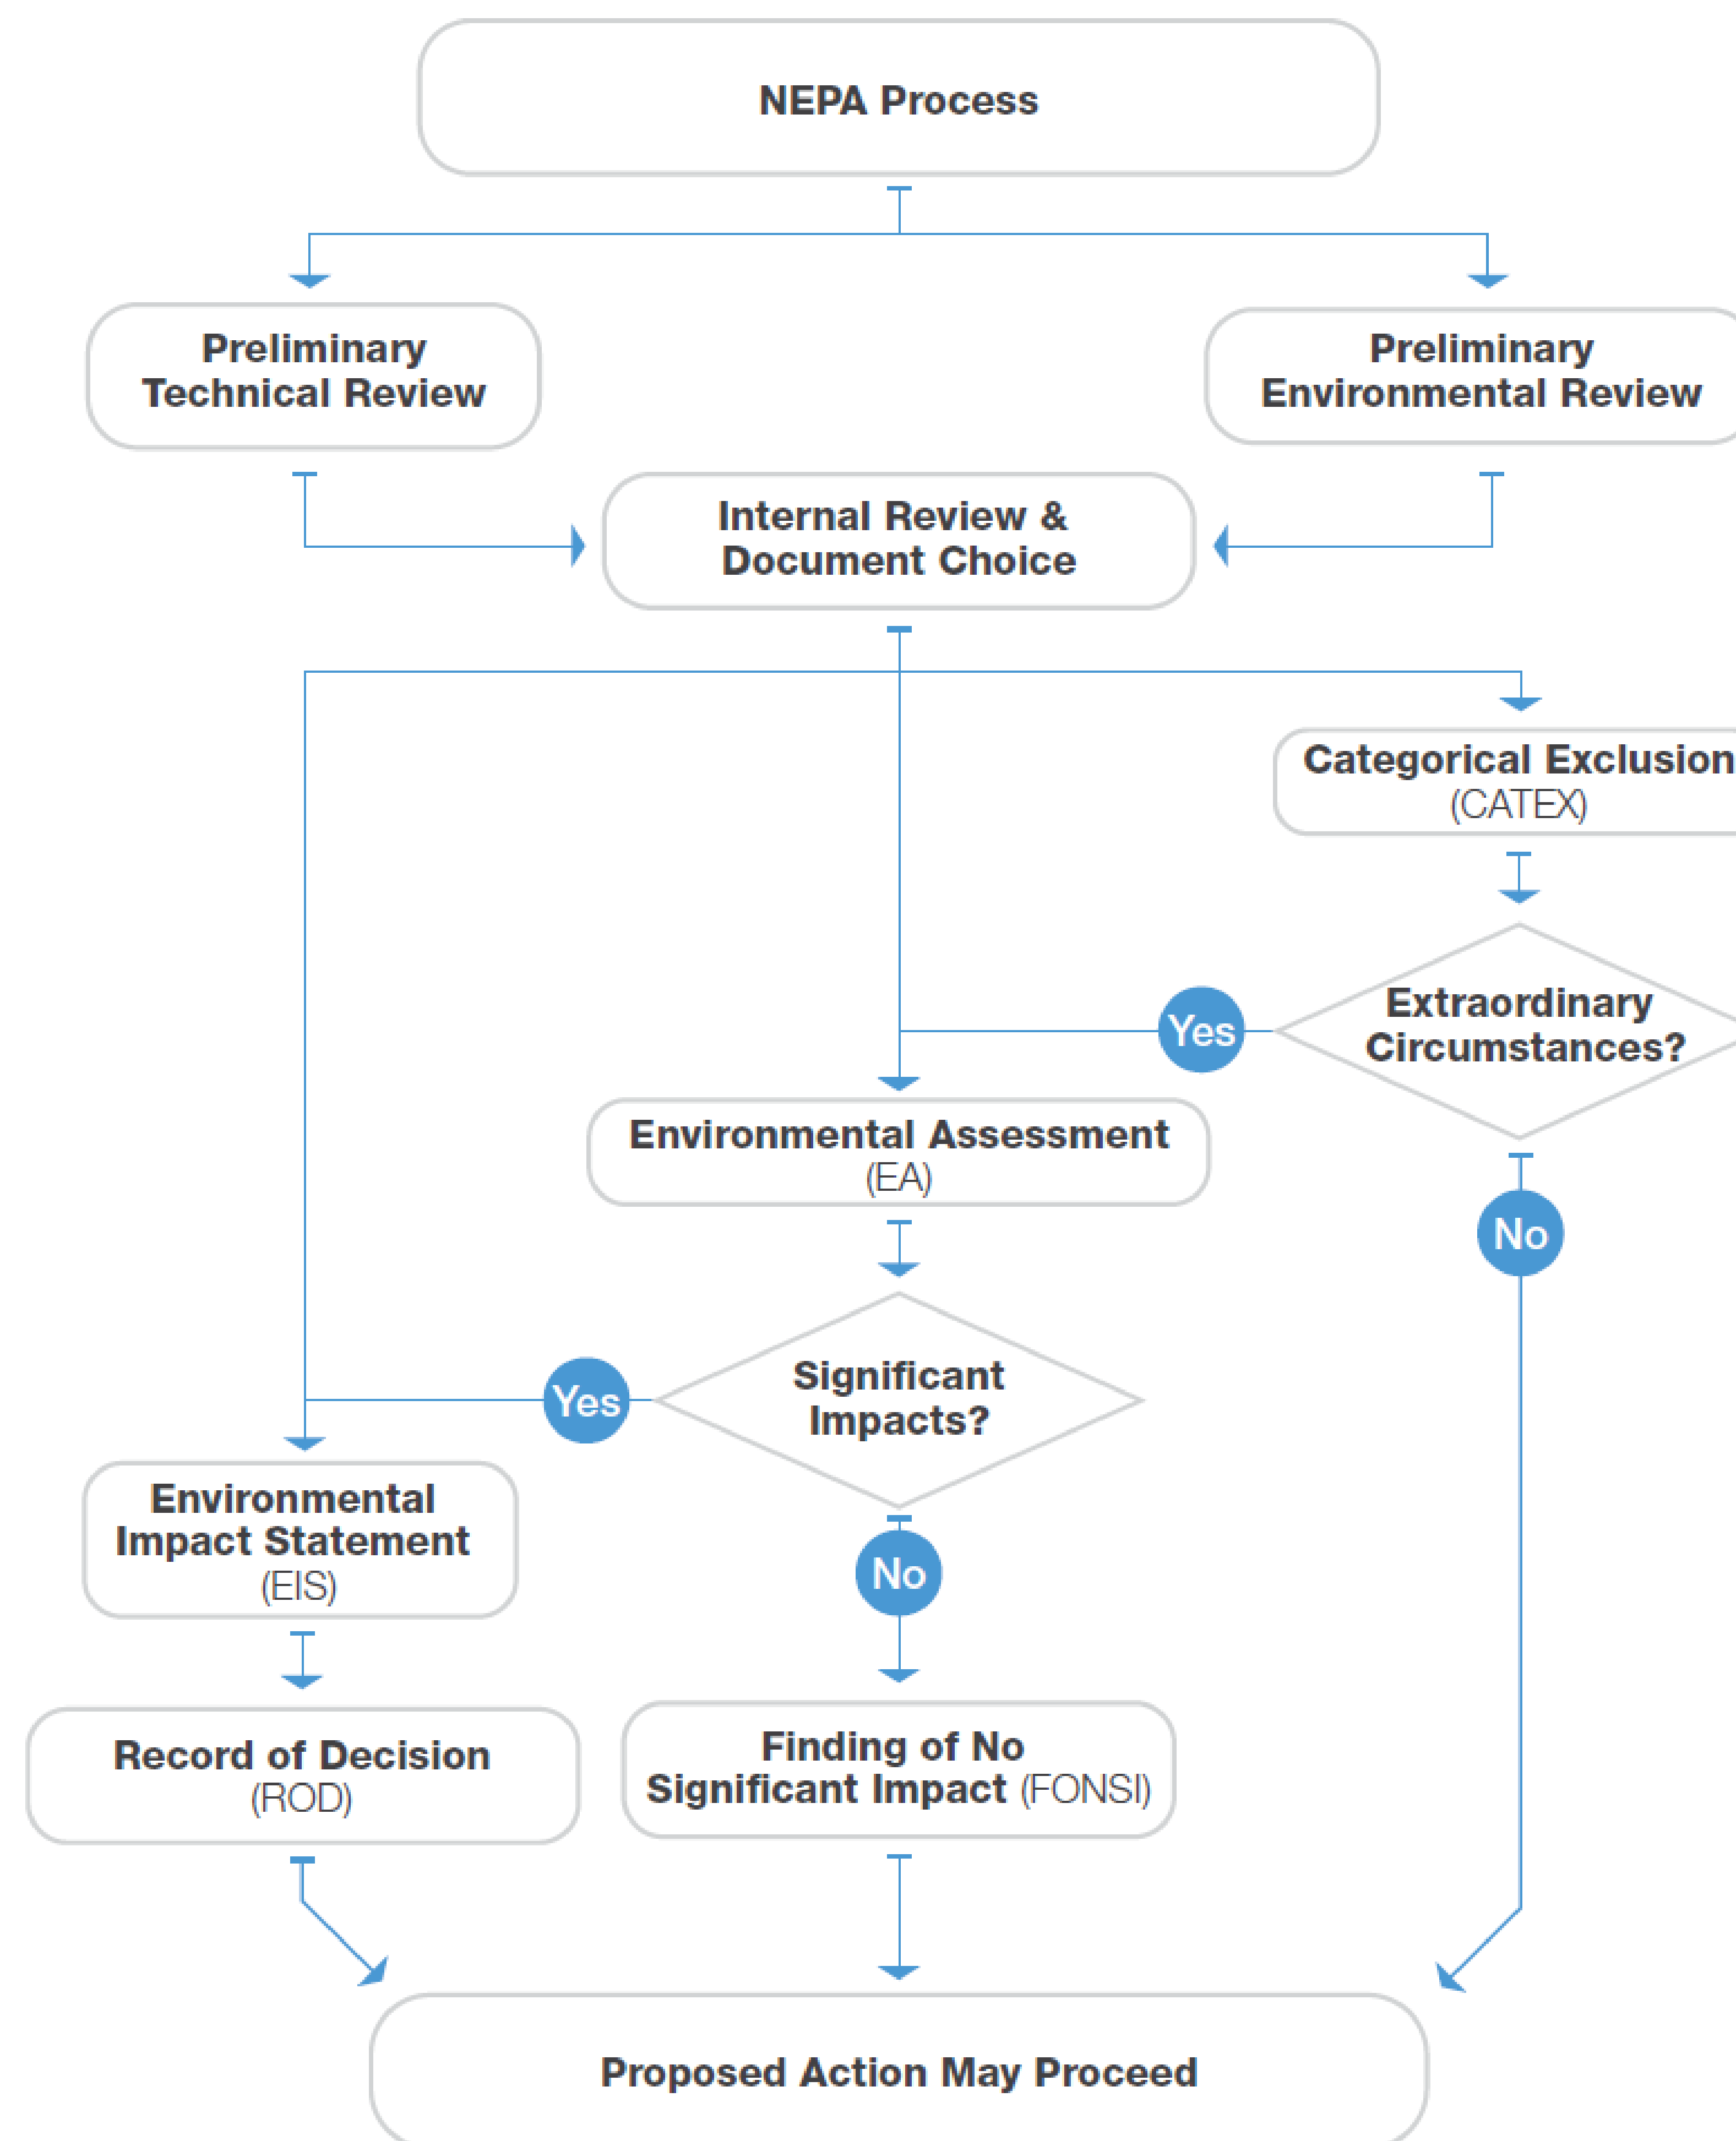 NEPA Process
Preliminary
Technical Review
Preliminary
Environmental Review
Internal Review &
Document Choice
Categorical Exclusion
(CATEX)
Extraordinary
Circumstances?
Yes
Environmental Assessment
(EA)
No
Significant
Impacts?
Yes
Environmental
Impact Statement
(EIS)
No
Record of Decision
(ROD)
Finding of No
Significant Impact (FONSI)
Proposed Action May Proceed